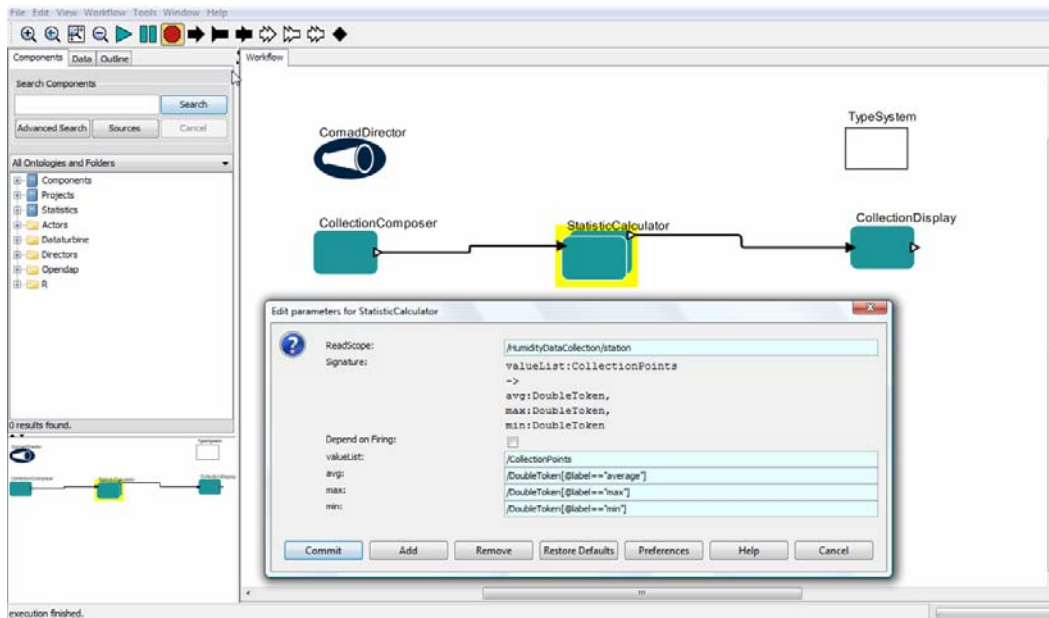 File Edit View Workflow Tools Window Help
Components Data Outline
Workflow
Search Components
Search
Advanced Search Sources Cancel
All Ontologies and Folders
Components
Projects
Statistics
Actors
Dataturbine
Directors
Opendap
R
0 results found.
ComadDirector
TypeSystem
CollectionComposer
StatisticCalculator
CollectionDisplay
Edit parameters for StatisticCalculator
ReadScope: /HumidityDataCollection/station
Signature: valueList:CollectionPoints
->
avg:DoubleToken,
max:DoubleToken,
min:DoubleToken
Depend on Firing:
valueList: /CollectionPoints
avg: /DoubleToken[@label=="average"]
max: /DoubleToken[@label=="max"]
min: /DoubleToken[@label=="min"]
Commit Add Remove Restore Defaults Preferences Help Cancel
execution finished.